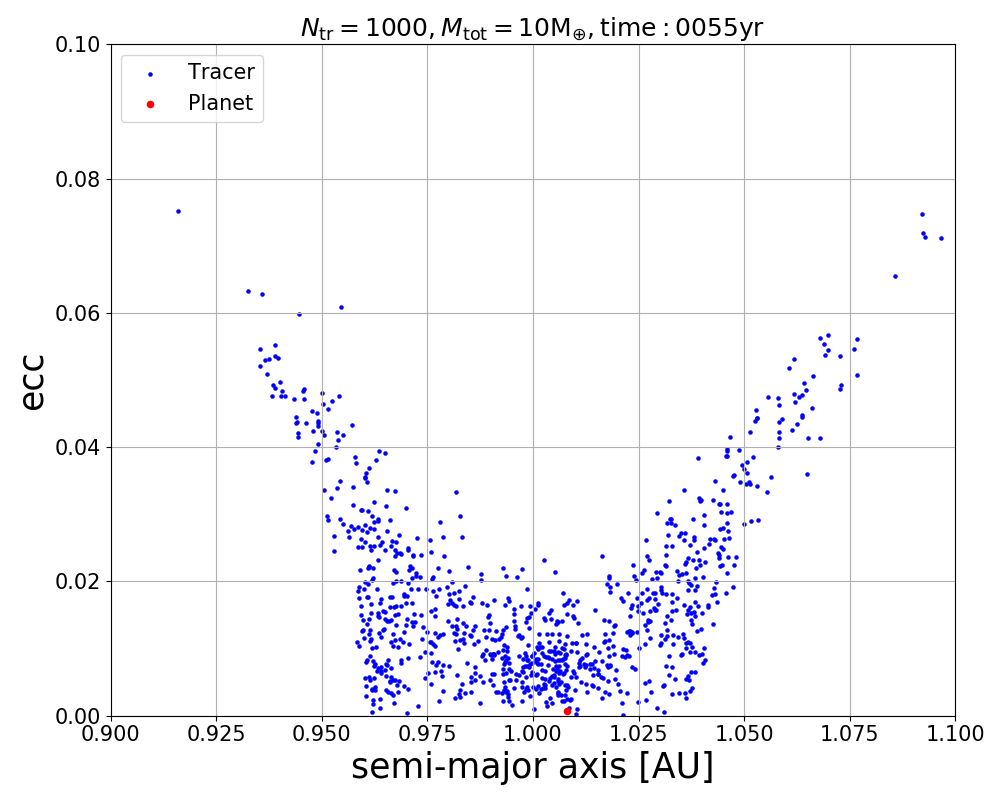 N_tr = 1000, M_tot = 10M_⊕, time : 0055yr
Tracer
Planet
0.10
0.08
0.06
0.04
0.02
0.00
ecc
0.900 0.925 0.950 0.975 1.000 1.025 1.050 1.075 1.100
semi-major axis [AU]